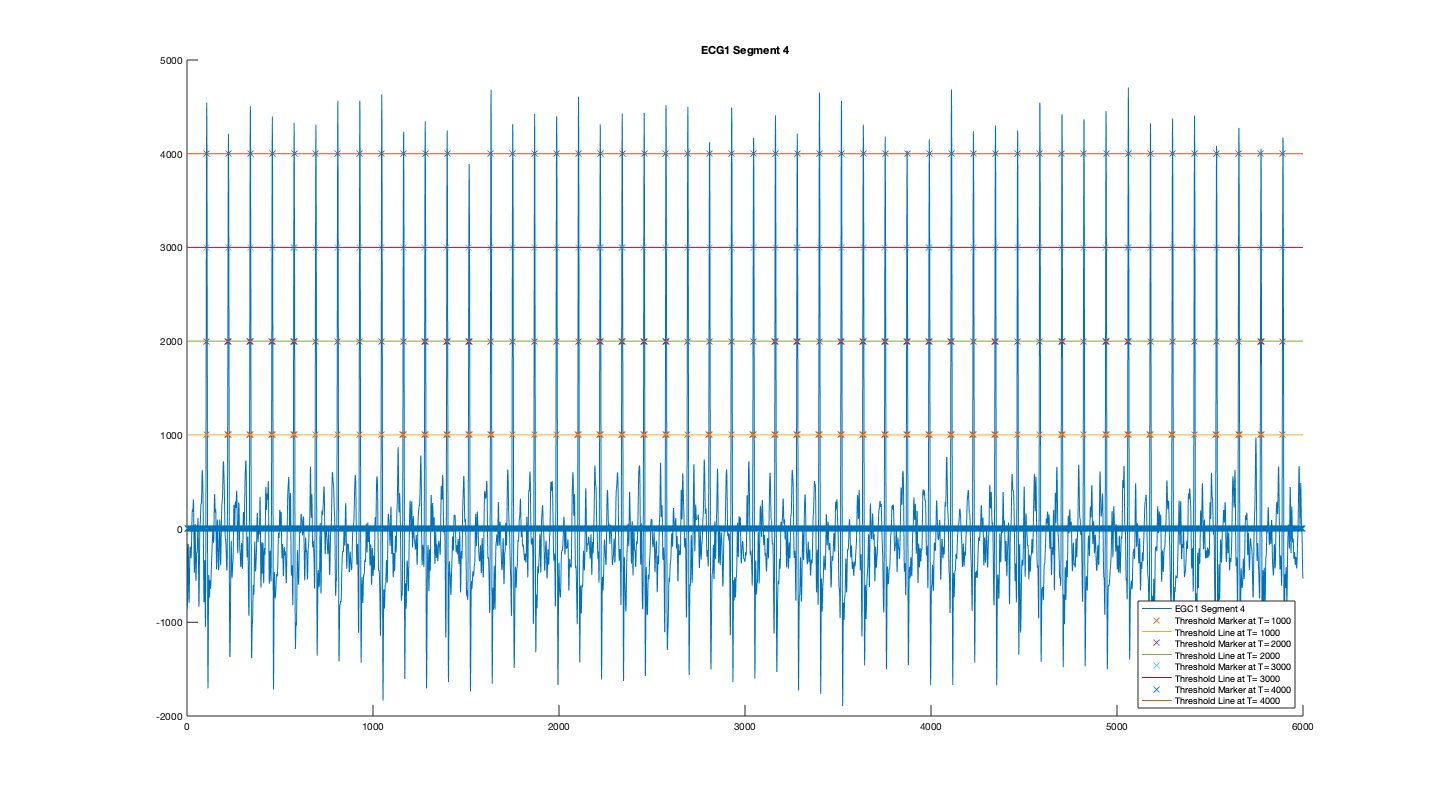 ECG1 Segment 4
5000
4000
3000
2000
1000
0
-1000
-2000
0 1000 2000 3000 4000 5000 6000
EGC1 Segment 4
Threshold Marker at T= 1000
Threshold Line at T= 1000
Threshold Marker at T= 2000
Threshold Line at T= 2000
Threshold Marker at T= 3000
Threshold Line at T= 3000
Threshold Marker at T= 4000
Threshold Line at T= 4000